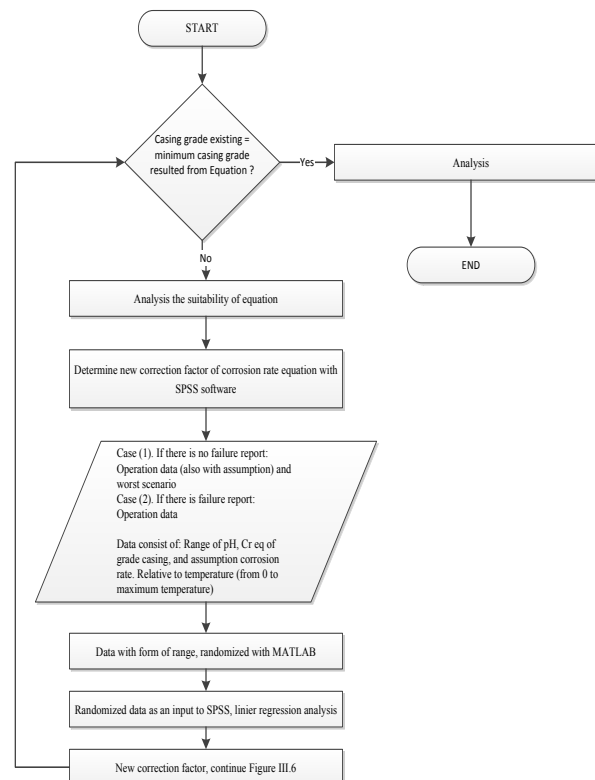 START
Casing grade existing =
minimum casing grade
resulted from Equation ?
Yes
Analysis
END
No
Analysis the suitability of equation
Determine new correction factor of corrosion rate equation with
SPSS software
Case (1). If there is no failure report:
Operation data (also with assumption) and
worst scenario
Case (2). If there is failure report:
Operation data
Data consist of: Range of pH, Cr eq of
grade casing, and assumption corrosion
rate. Relative to temperature (from 0 to
maximum temperature)
Data with form of range, randomized with MATLAB
Randomized data as an input to SPSS, linier regression analysis
New correction factor, continue Figure III.6